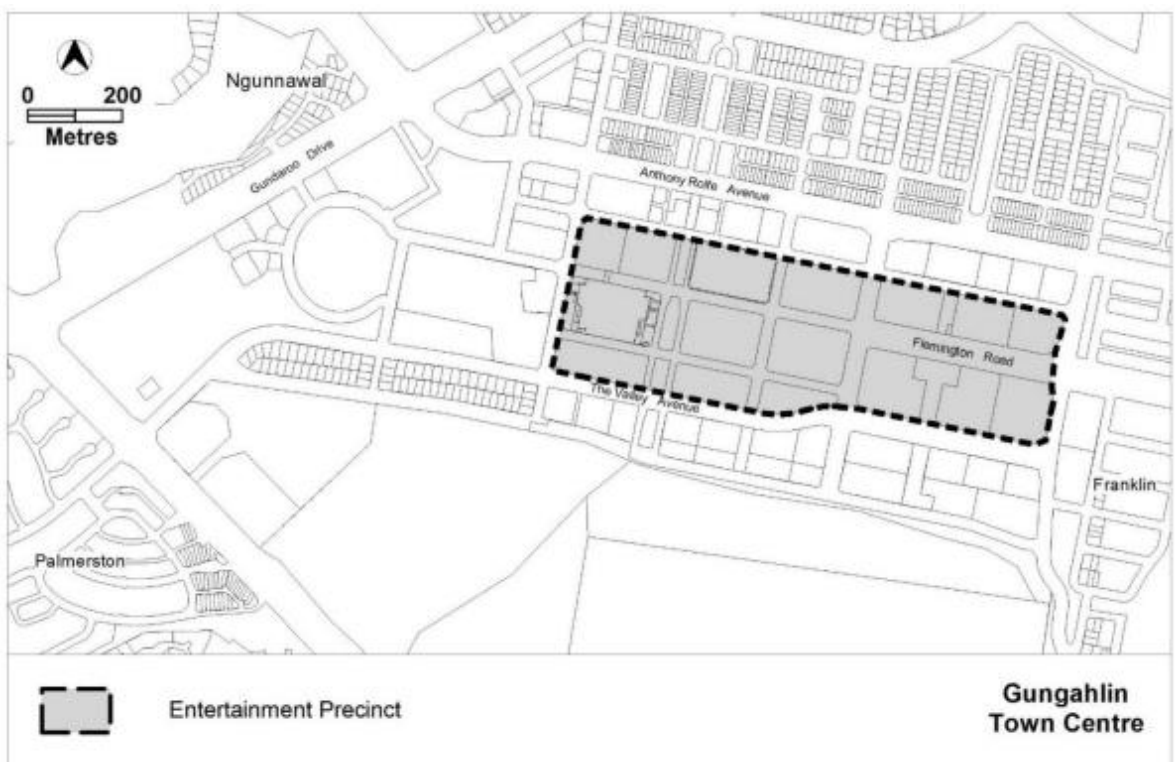 Ngunnawal
0 200
Metres
Gundaroo Drive
Anthony Rolfe Avenue
Flemington Road
The Valley Avenue
Franklin
Palmerston
Entertainment Precinct
Gungahlin
Town Centre